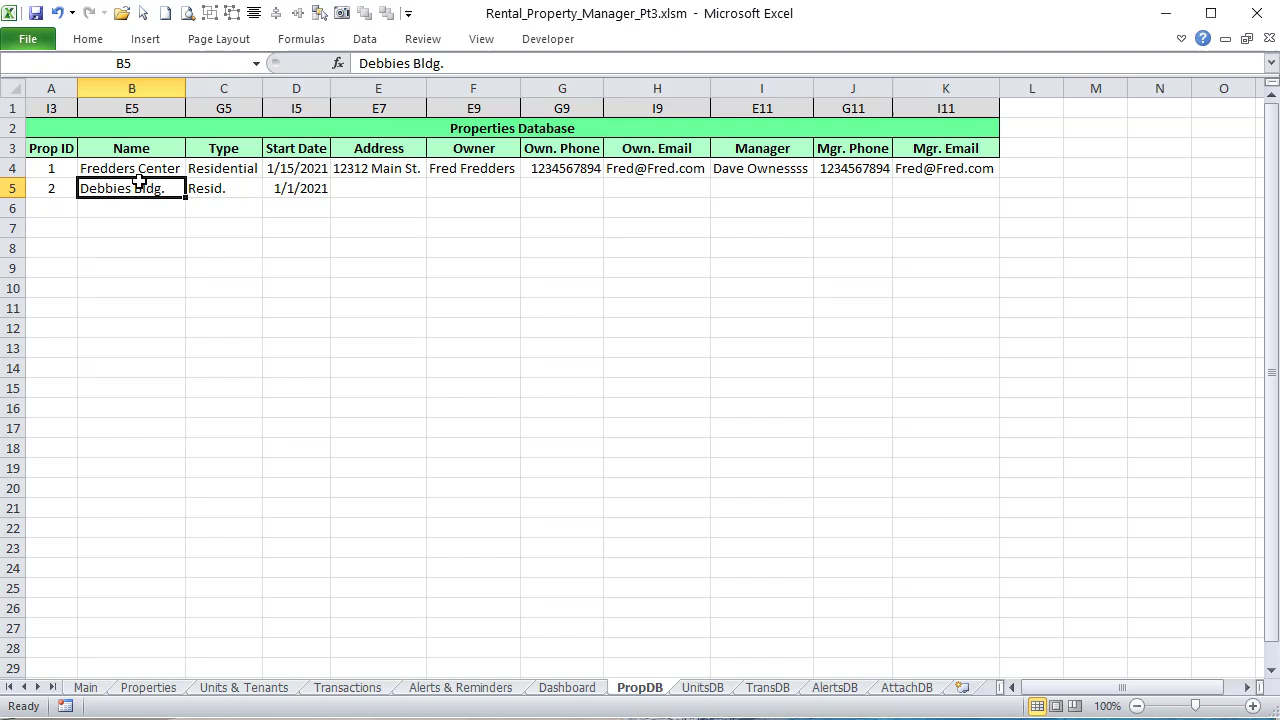 Rental_Property_Manager_Pt3.xlsm - Microsoft Excel
File Home Insert Page Layout Formulas Data Review View Developer
B5 fx Debbies Bldg.
A B C D E F G H I J K L M N O
1 I3 E5 G5 I5 E7 E9 G9 I9 E11 G11 I11
2 Properties Database
3 Prop ID Name Type Start Date Address Owner Own. Phone Own. Email Manager Mgr. Phone Mgr. Email
4 1 Fredders Center Residential 1/15/2021 12312 Main St. Fred Fredders 1234567894 Fred@Fred.com Dave Ownessss 1234567894 Fred@Fred.com
5 2 Debbies Bldg. Resid. 1/1/2021
6
7
8
9
10
11
12
13
14
15
16
17
18
19
20
21
22
23
24
25
26
27
28
29
Main Properties Units & Tenants Transactions Alerts & Reminders Dashboard PropDB UnitsDB TransDB AlertsDB AttachDB
Ready 100%